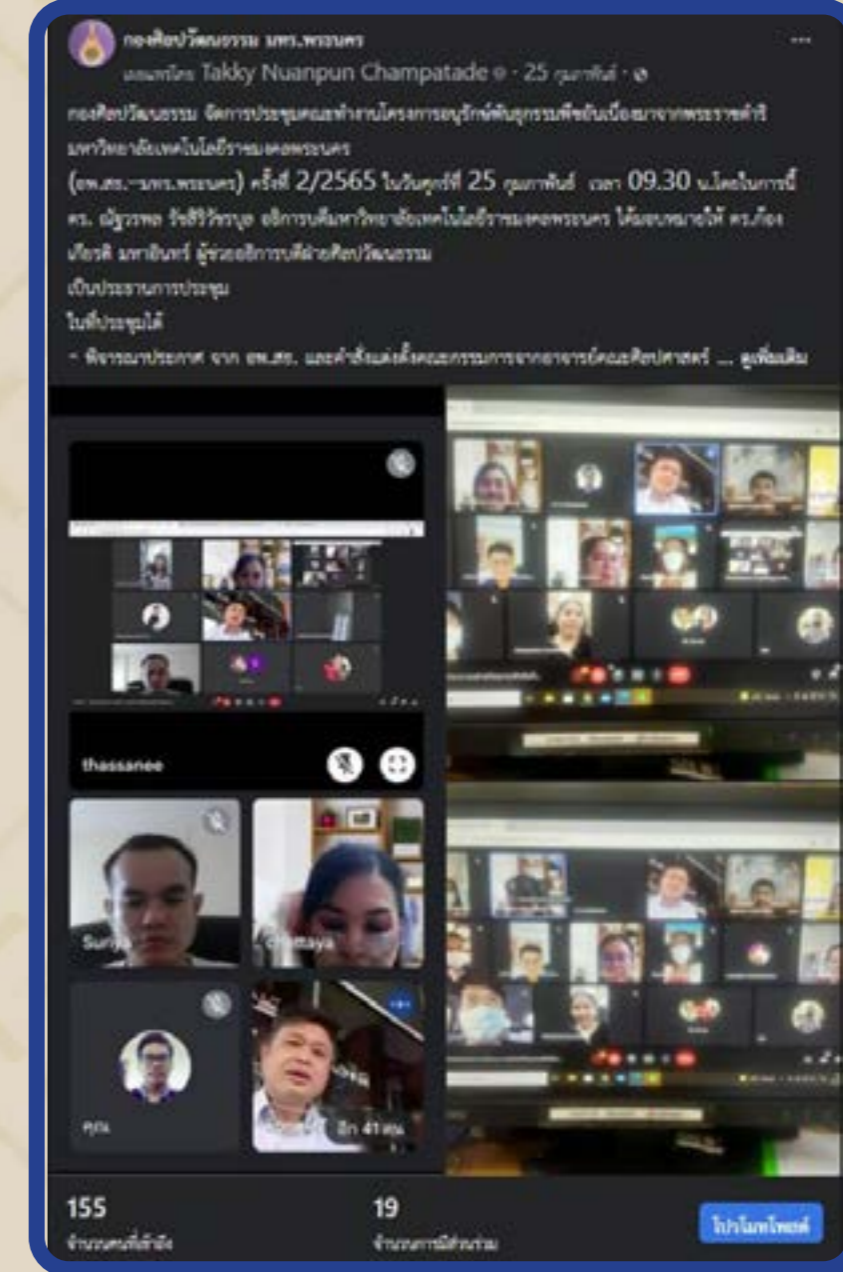 กองศิลปวัฒนธรรม มทร.พระนคร
เผยแพร่โดย Takky Nuanpun Champatade · 25 กุมภาพันธ์ ·
กองศิลปวัฒนธรรม จัดการประชุมคณะทำงานโครงการอนุรักษ์พันธุกรรมพืชอันเนื่องมาจากพระราชดำริ
มหาวิทยาลัยเทคโนโลยีราชมงคลพระนคร
(อพ.สธ.-มทร.พระนคร) ครั้งที่ 2/2565 ในวันศุกร์ที่ 25 กุมภาพันธ์ เวลา 09.30 น.โดยในการนี้
ดร. ณัฐวรพล รัชสิริวัชรบุล อธิการบดีมหาวิทยาลัยเทคโนโลยีราชมงคลพระนคร ได้มอบหมายให้ ดร.ก้อง
เกียรติ มหาอินทร์ ผู้ช่วยอธิการบดีฝ่ายศิลปวัฒนธรรม
เป็นประธานการประชุม
ในที่ประชุมได้
- พิจารณาประกาศ จาก อพ.สธ. และคำสั่งแต่งตั้งคณะกรรมการจากอาจารย์คณะศิลปศาสตร์ ... ดูเพิ่มเติม
thassanee
Suriya
chattaya
คุณ
อีก 41 คน
155
จำนวนคนที่เข้าถึง
19
จำนวนการมีส่วนร่วม
โปรโมทโพสต์